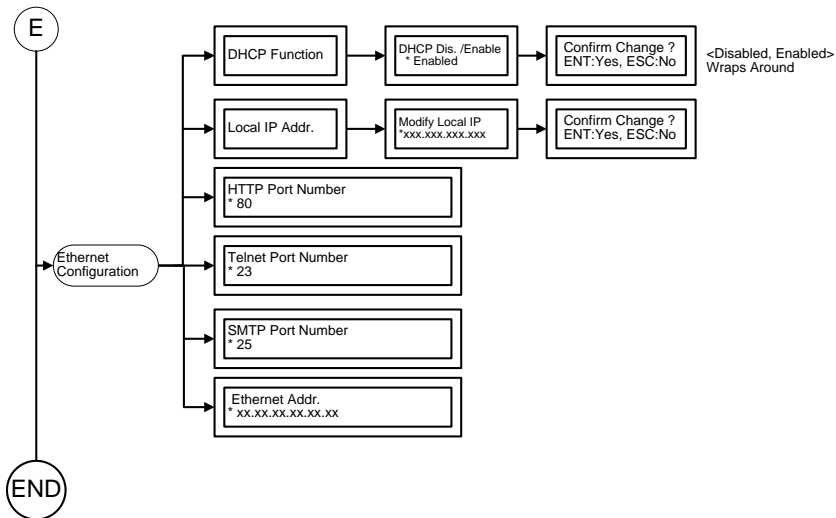 E
DHCP Function
DHCP Dis. /Enable
* Enabled
Confirm Change ?
ENT:Yes, ESC:No
<Disabled, Enabled>
Wraps Around
Local IP Addr.
Modify Local IP
*xxx.xxx.xxx.xxx
Confirm Change ?
ENT:Yes, ESC:No
HTTP Port Number
* 80
Ethernet
Configuration
Telnet Port Number
* 23
SMTP Port Number
* 25
Ethernet Addr.
* xx.xx.xx.xx.xx.xx
END